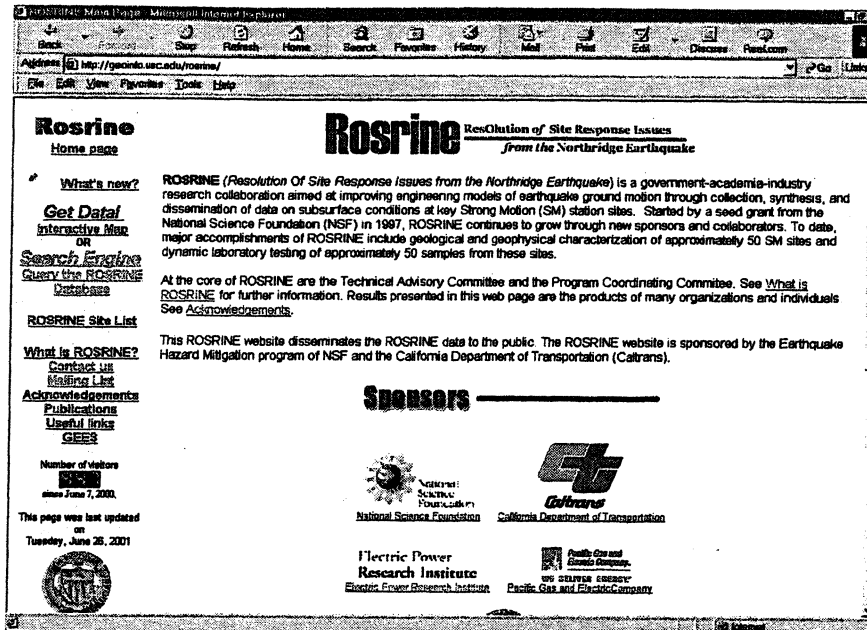 ROSRINE Main Page - Microsoft Internet Explorer
Back Forward Stop Refresh Home Search Favorites History Mail Print Edit Discuss Real.com
Address http://geoinfo.usc.edu/rosrine/ Go Links
File Edit View Favorites Tools Help
Rosrine
Home page
What's new?
Get Data!
Interactive Map
OR
Search Engine
Query the ROSRINE
Database
ROSRINE Site List
What is ROSRINE?
Contact us
Mailing List
Acknowledgements
Publications
Useful links
GEES
Number of visitors
since June 7, 2000.
This page was last updated
on
Tuesday, June 26, 2001
Rosrine ResOlution of Site Response Issues
from the Northridge Earthquake
ROSRINE (Resolution Of Site Response Issues from the Northridge Earthquake) is a government-academia-industry
research collaboration aimed at improving engineering models of earthquake ground motion through collection, synthesis, and
dissemination of data on subsurface conditions at key Strong Motion (SM) station sites. Started by a seed grant from the
National Science Foundation (NSF) in 1997, ROSRINE continues to grow through new sponsors and collaborators. To date,
major accomplishments of ROSRINE include geological and geophysical characterization of approximately 50 SM sites and
dynamic laboratory testing of approximately 50 samples from these sites.
At the core of ROSRINE are the Technical Advisory Committee and the Program Coordinating Commitee. See What is
ROSRINE for further information. Results presented in this web page are the products of many organizations and individuals
See Acknowledgements.
This ROSRINE website disseminates the ROSRINE data to the public. The ROSRINE website is sponsored by the Earthquake
Hazard Mitigation program of NSF and the California Department of Transportation (Caltrans).
Sponsors
National
Science
Foundation
National Science Foundation
Caltrans
California Department of Transportation
Electric Power
Research Institute
Electric Power Research Institute
Pacific Gas and
Electric Company.
WE DELIVER ENERGY
Pacific Gas and ElectricCompany
Internet